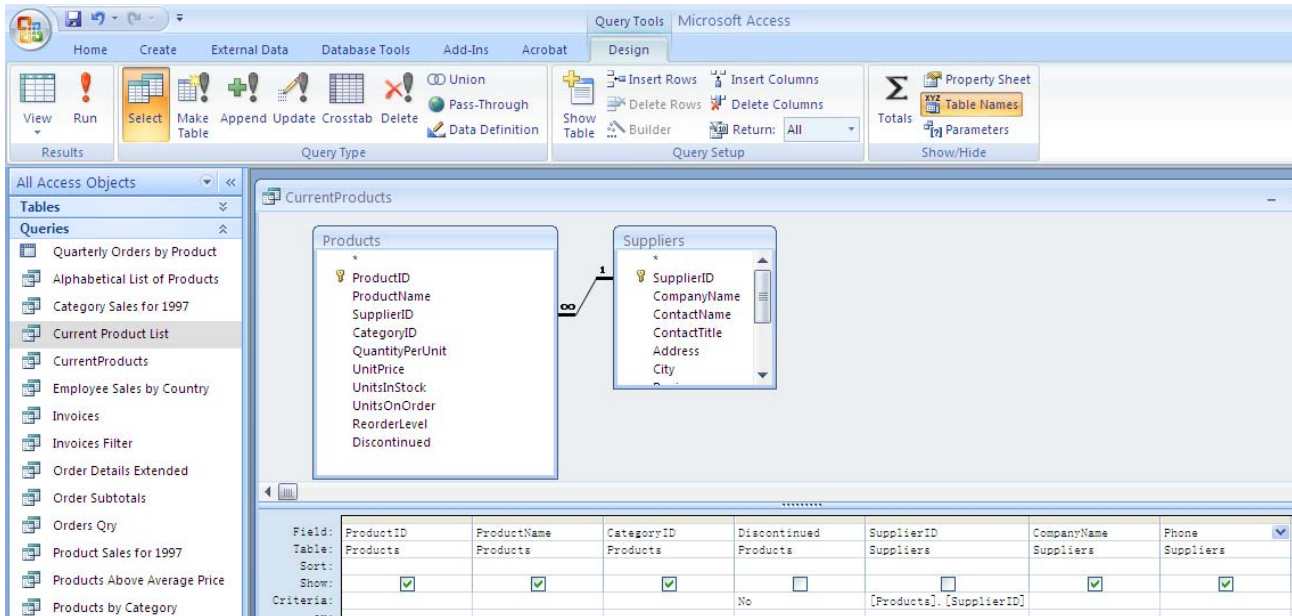 Query Tools Microsoft Access
Home Create External Data Database Tools Add-Ins Acrobat Design
View
Run
Select
Make Table
Append
Update
Crosstab
Delete
Union
Pass-Through
Data Definition
Show Table
Insert Rows
Delete Rows
Builder
Insert Columns
Delete Columns
Return: All
Totals
Property Sheet
XYZ
Table Names
[?] Parameters
Results
Query Type
Query Setup
Show/Hide
All Access Objects
Tables
Queries
Quarterly Orders by Product
Alphabetical List of Products
Category Sales for 1997
Current Product List
CurrentProducts
Employee Sales by Country
Invoices
Invoices Filter
Order Details Extended
Order Subtotals
Orders Qry
Product Sales for 1997
Products Above Average Price
Products by Category
CurrentProducts
Products
*
ProductID
ProductName
SupplierID
CategoryID
QuantityPerUnit
UnitPrice
UnitsInStock
UnitsOnOrder
ReorderLevel
Discontinued
∞
1
Suppliers
*
SupplierID
CompanyName
ContactName
ContactTitle
Address
City
Field: ProductID ProductName CategoryID Discontinued SupplierID CompanyName Phone
Table: Products Products Products Products Suppliers Suppliers Suppliers
Sort:
Show:
Criteria: No [Products].[SupplierID]